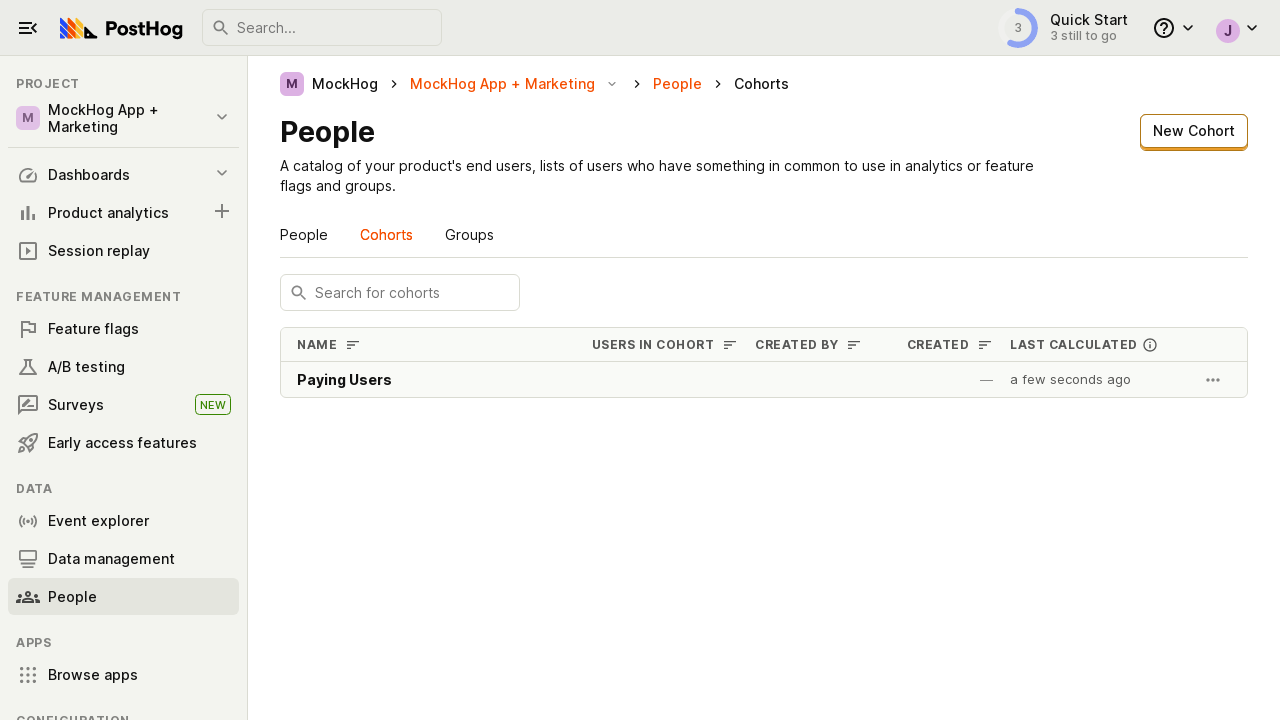 PostHog
Search...
3
Quick Start
3 still to go
J
PROJECT
M
MockHog App +
Marketing
Dashboards
Product analytics
Session replay
FEATURE MANAGEMENT
Feature flags
A/B testing
Surveys
NEW
Early access features
DATA
Event explorer
Data management
People
APPS
Browse apps
CONFIGURATION
M
MockHog
MockHog App + Marketing
People
Cohorts
People
New Cohort
A catalog of your product's end users, lists of users who have something in common to use in analytics or feature
flags and groups.
People
Cohorts
Groups
Search for cohorts
NAME
USERS IN COHORT
CREATED BY
CREATED
LAST CALCULATED
Paying Users
—
a few seconds ago